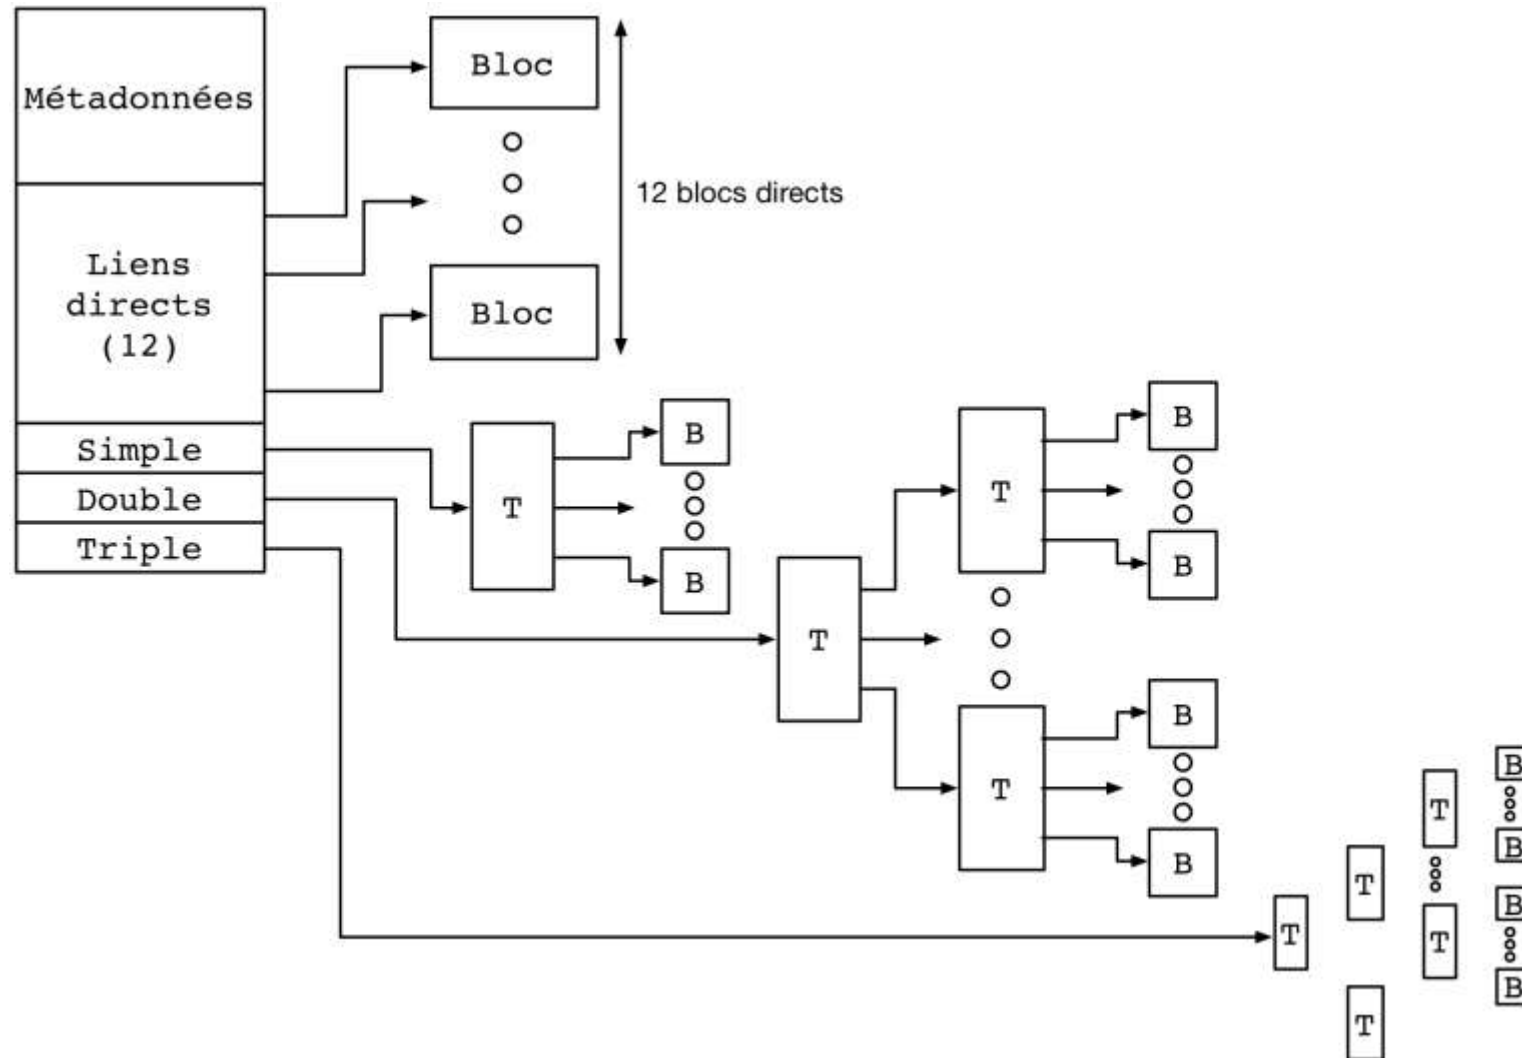 Métadonnées
Liens
directs
(12)
Simple
Double
Triple
Bloc
Bloc
12 blocs directs
T
B
B
T
T
B
B
T
B
B
T
T
T
T
T
B
B
B
B